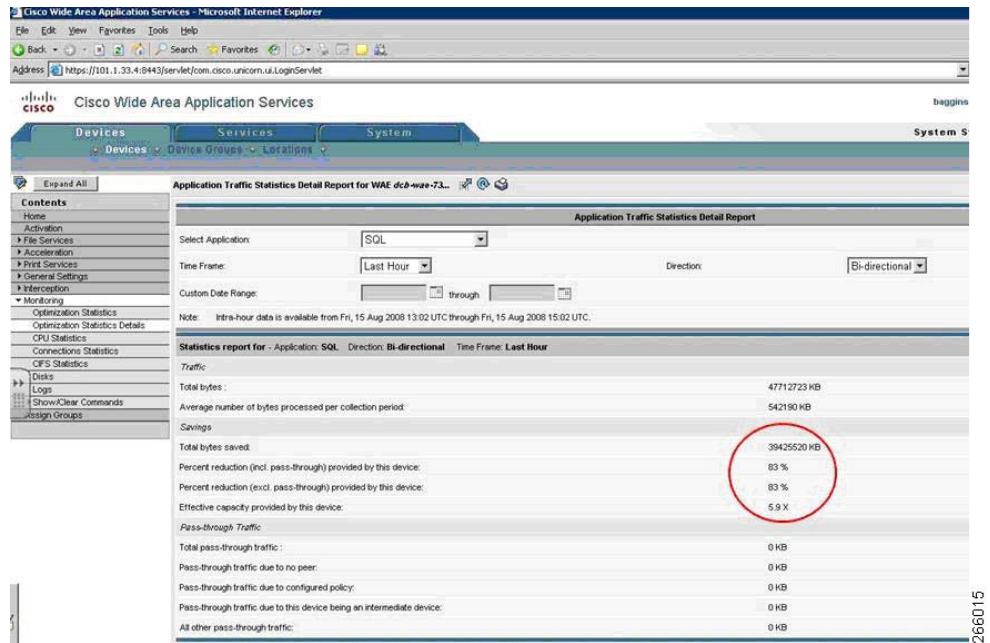 Cisco Wide Area Application Services - Microsoft Internet Explorer
File Edit View Favorites Tools Help
Back Search Favorites
Address https://101.1.33.4:8443/servlet/com.cisco.unicorn.ui.LoginServlet
CISCO Cisco Wide Area Application Services baggins
Devices Services System System S
Devices Device Groups Locations
Expand All Application Traffic Statistics Detail Report for WAE dcb-wae-73...
Contents
Home
Activation
File Services
Acceleration
Print Services
General Settings
Interception
Monitoring
Optimization Statistics
Optimization Statistics Details
CPU Statistics
Connections Statistics
CIFS Statistics
Disks
Logs
Show/Clear Commands
Assign Groups
Application Traffic Statistics Detail Report
Select Application: SQL
Time Frame: Last Hour Direction: Bi-directional
Custom Date Range: through
Note: Intra-hour data is available from Fri, 15 Aug 2008 13:02 UTC through Fri, 15 Aug 2008 15:02 UTC.
Statistics report for - Application: SQL Direction: Bi-directional Time Frame: Last Hour
Traffic
Total bytes : 47712723 KB
Average number of bytes processed per collection period: 542190 KB
Savings
Total bytes saved: 39425520 KB
Percent reduction (incl. pass-through) provided by this device: 83 %
Percent reduction (excl. pass-through) provided by this device: 83 %
Effective capacity provided by this device: 5.9 X
Pass-through Traffic
Total pass-through traffic : 0 KB
Pass-through traffic due to no peer: 0 KB
Pass-through traffic due to configured policy: 0 KB
Pass-through traffic due to this device being an intermediate device: 0 KB
All other pass-through traffic: 0 KB
266015